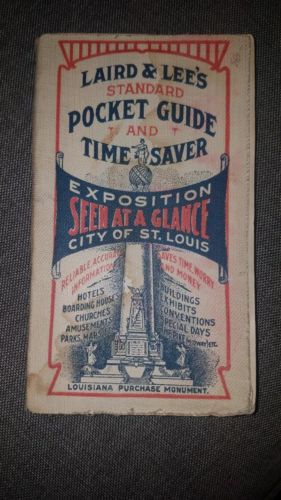 LAIRD & LEE'S
STANDARD
POCKET GUIDE
AND
TIME SAVER
EXPOSITION
SEEN AT A GLANCE
CITY OF ST. LOUIS
RELIABLE, ACCURATE
INFORMATION
HOTELS
BOARDING HOUSES
CHURCHES
AMUSEMENTS
PARKS,
SAVES TIME, WORRY
AND MONEY
BUILDINGS
EXHIBITS
CONVENTIONS
SPECIAL DAYS
ETC.
LOUISIANA PURCHASE MONUMENT.